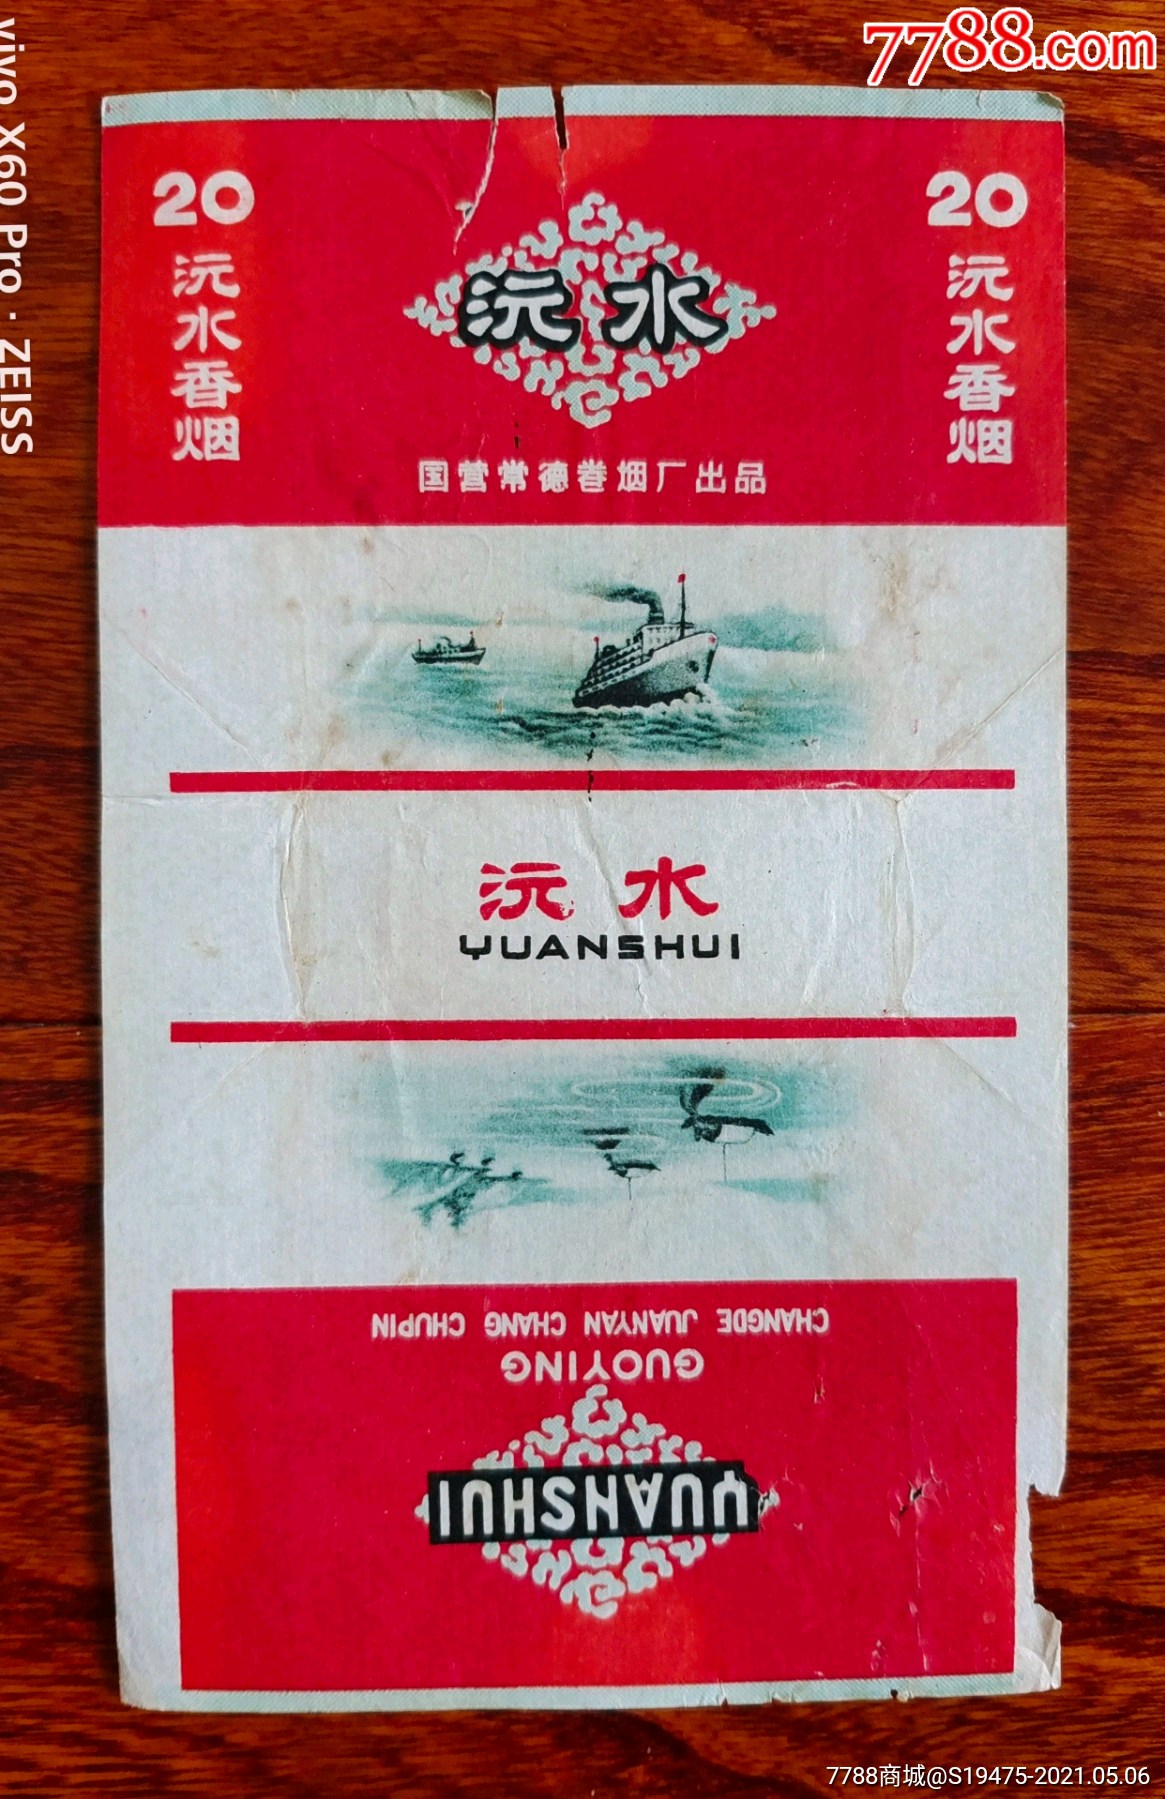 7788.com
vivo X60 Pro · ZEISS
20
沅水香烟
沅水
国营常德卷烟厂出品
20
沅水香烟
沅水
YUANSHUI
YUANSHUI
GUOYING
CHANGDE JUANYAN CHANG CHUPIN
7788商城@S19475-2021.05.06